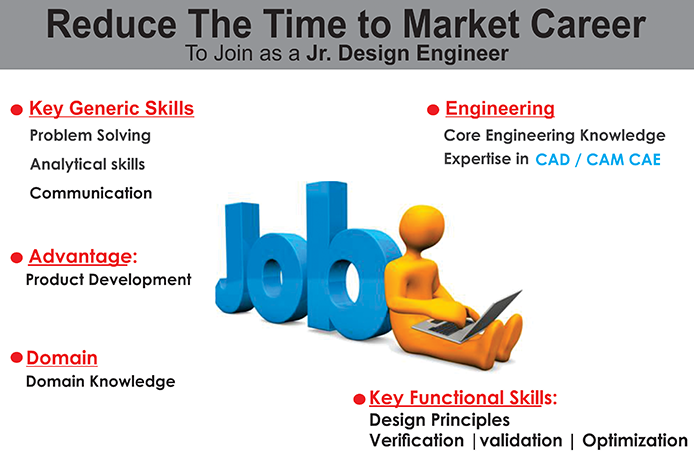 Reduce The Time to Market Career
To Join as a Jr. Design Engineer
Key Generic Skills
Problem Solving
Analytical skills
Communication
Engineering
Core Engineering Knowledge
Expertise in CAD / CAM CAE
Job
Advantage:
Product Development
Domain
Domain Knowledge
Key Functional Skills:
Design Principles
Verification |validation | Optimization